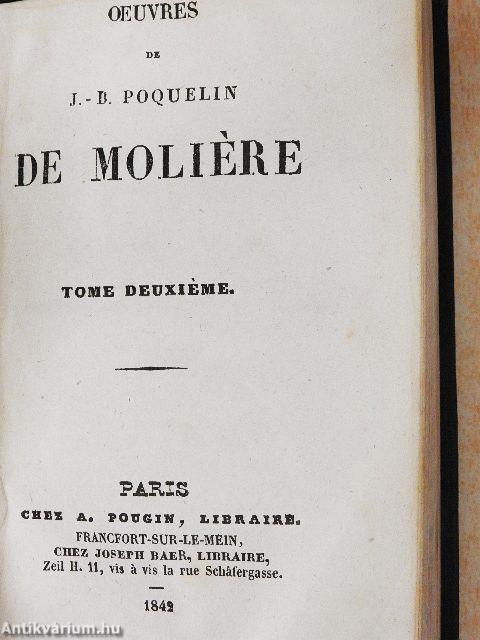 OEUVRES
DE
J.-B. POQUELIN
DE MOLIÈRE
TOME DEUXIÈME.
PARIS
CHEZ A. POUGIN, LIBRAIRE.
FRANCFORT-SUR-LE-MEIN,
CHEZ JOSEPH BAER, LIBRAIRE,
Zeil H. 11, vis à vis la rue Schäfergasse.
1842
Antikvárium.hu